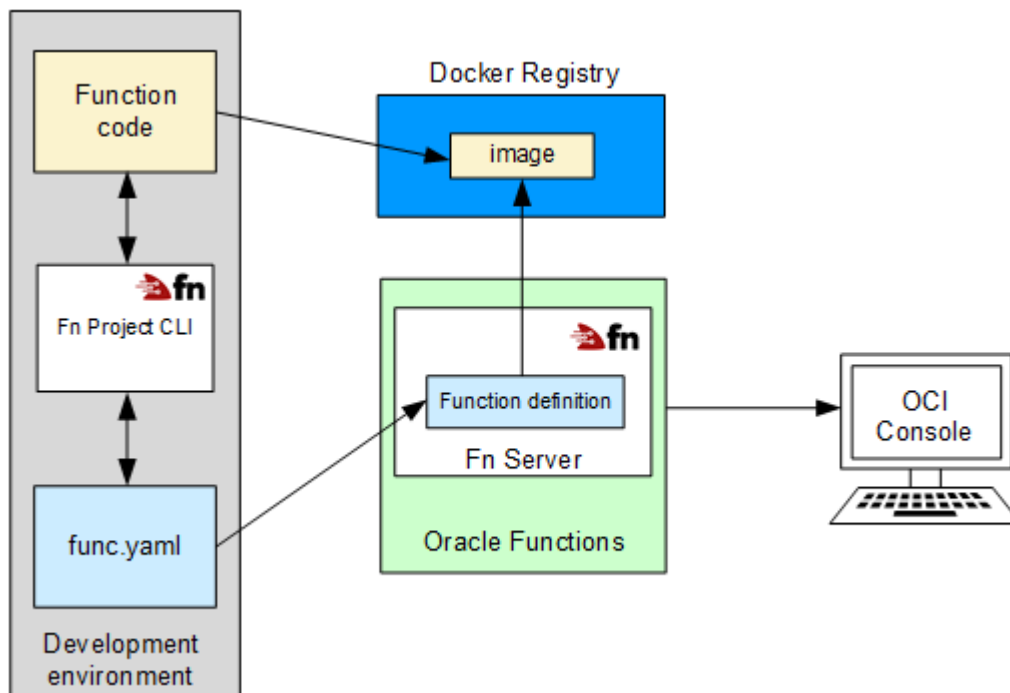 Function
code
fn
Fn Project CLI
func.yaml
Development
environment
Docker Registry
image
fn
Function definition
Fn Server
Oracle Functions
OCI
Console